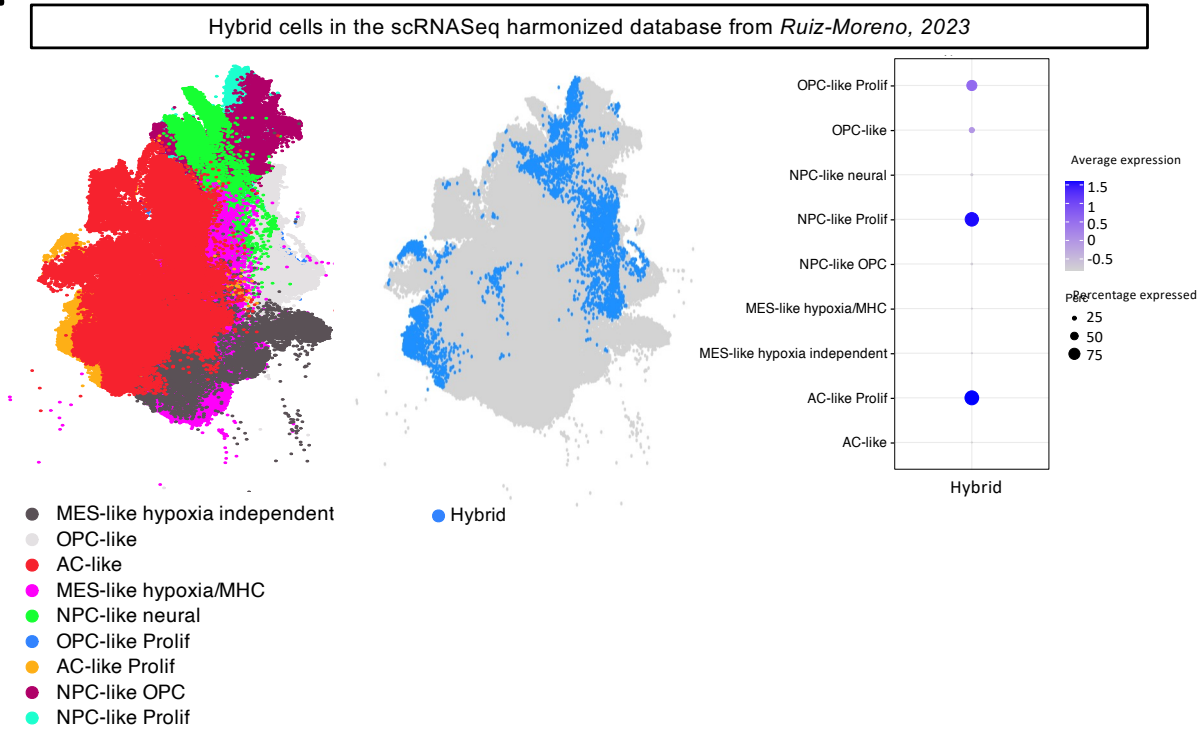 Hybrid cells in the scRNASeq harmonized database from Ruiz-Moreno, 2023
MES-like hypoxia independent
OPC-like
AC-like
MES-like hypoxia/MHC
NPC-like neural
OPC-like Prolif
AC-like Prolif
NPC-like OPC
NPC-like Prolif
Hybrid
OPC-like Prolif
OPC-like
NPC-like neural
NPC-like Prolif
NPC-like OPC
MES-like hypoxia/MHC
MES-like hypoxia independent
AC-like Prolif
AC-like
Hybrid
Average expression
1.5
1
0.5
0
-0.5
Percentage expressed
25
50
75